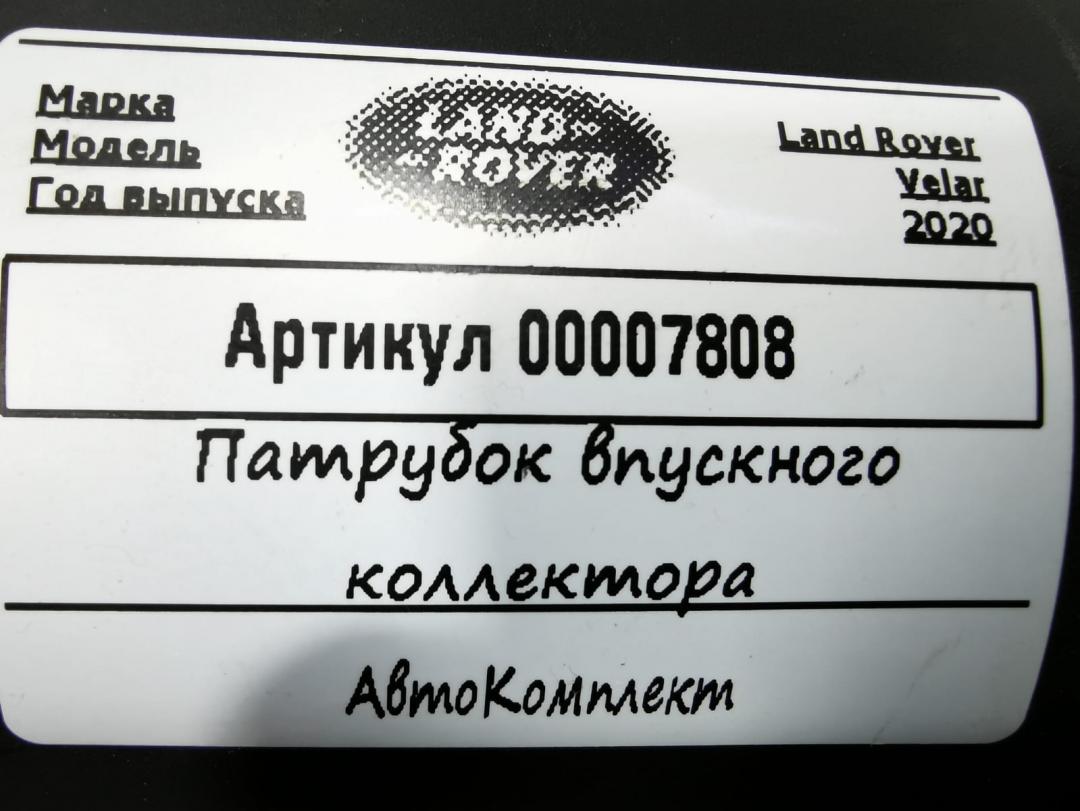 Марка
Модель
Год выпуска
LAND-
-ROVER
Land Rover
Velar
2020
Артикул 00007808
Патрубок впускного
коллектора
АвтоКомплект